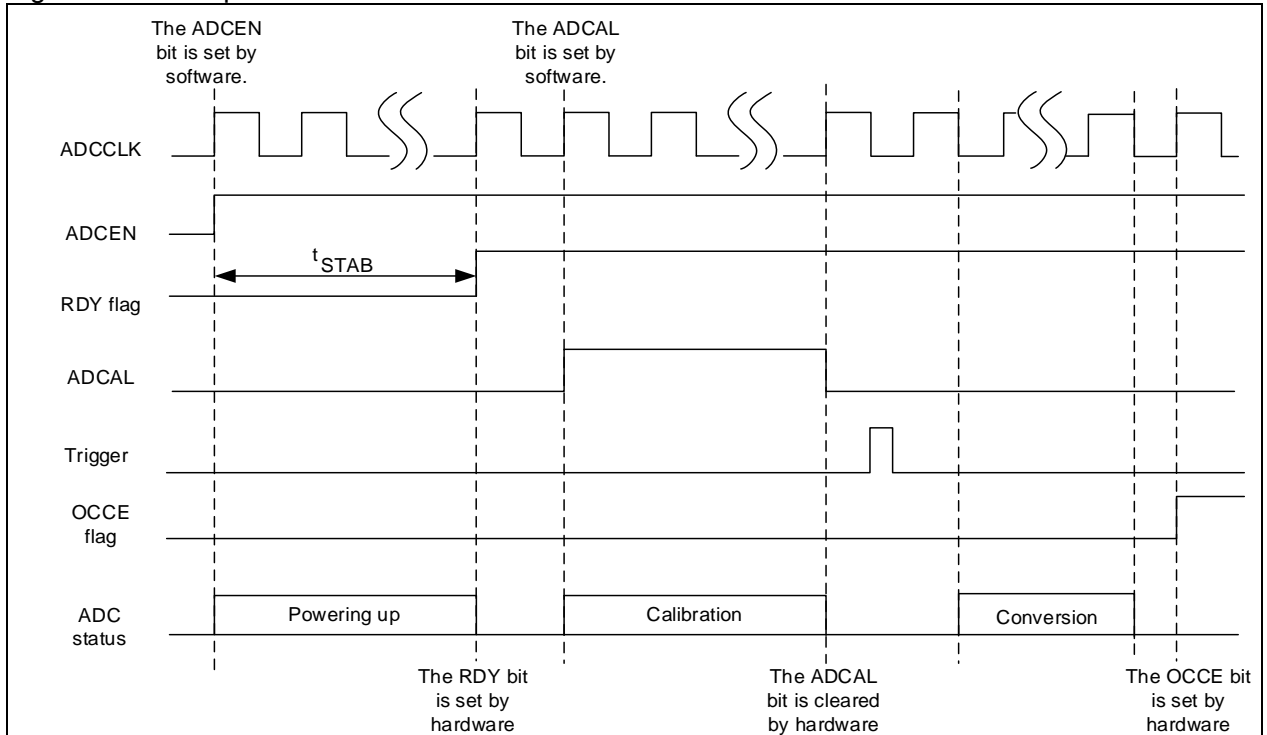 The ADCEN
bit is set by
software.
The ADCAL
bit is set by
software.
ADCCLK
ADCEN
tSTAB
RDY flag
ADCAL
Trigger
OCCE
flag
ADC
status
Powering up
Calibration
Conversion
The RDY bit
is set by
hardware
The ADCAL
bit is cleared
by hardware
The OCCE bit
is set by
hardware